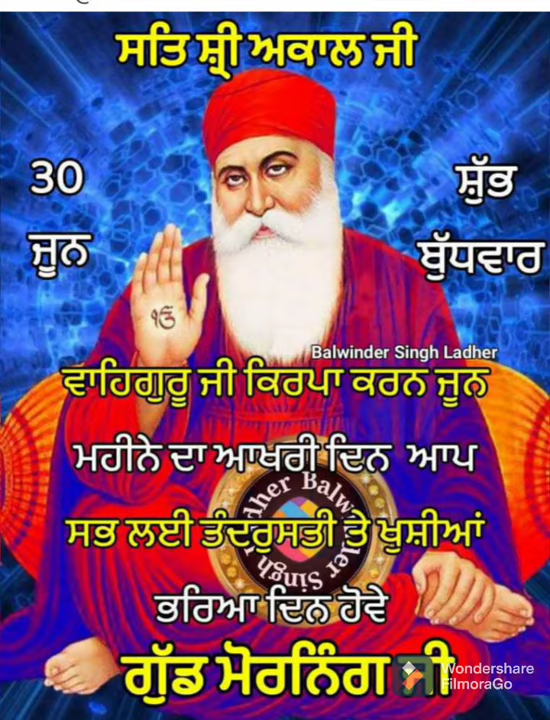 ਸਤਿ ਸ਼੍ਰੀ ਅਕਾਲ ਜੀ
30
ਜੂਨ
ਸ਼ੁੱਭ
ਬੁੱਧਵਾਰ
ੴ
Balwinder Singh Ladher
ਵਾਹਿਗੁਰੂ ਜੀ ਕਿਰਪਾ ਕਰਨ ਜੂਨ
ਮਹੀਨੇ ਦਾ ਆਖਰੀ ਦਿਨ ਆਪ
ਸਭ ਲਈ ਤੰਦਰੁਸਤੀ ਤੇ ਖੁਸ਼ੀਆਂ
ਭਰਿਆ ਦਿਨ ਹੋਵੇ
ਗੁੱਡ ਮੋਰਨਿੰਗ
Wondershare
FilmoraGo
Singh